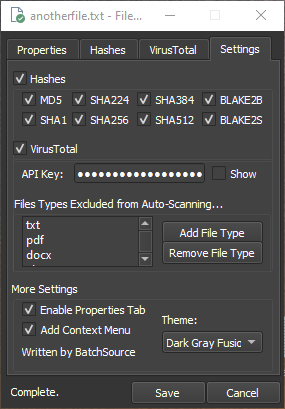 anotherfile.txt - File...
Properties Hashes VirusTotal Settings
Hashes
MD5 SHA224 SHA384 BLAKE2B
SHA1 SHA256 SHA512 BLAKE2S
VirusTotal
API Key: ●●●●●●●●●●●●●●●●● Show
Files Types Excluded from Auto-Scanning...
txt
pdf
docx
Add File Type
Remove File Type
More Settings
Enable Properties Tab
Add Context Menu
Written by BatchSource
Theme:
Dark Gray Fusic
Complete. Save Cancel